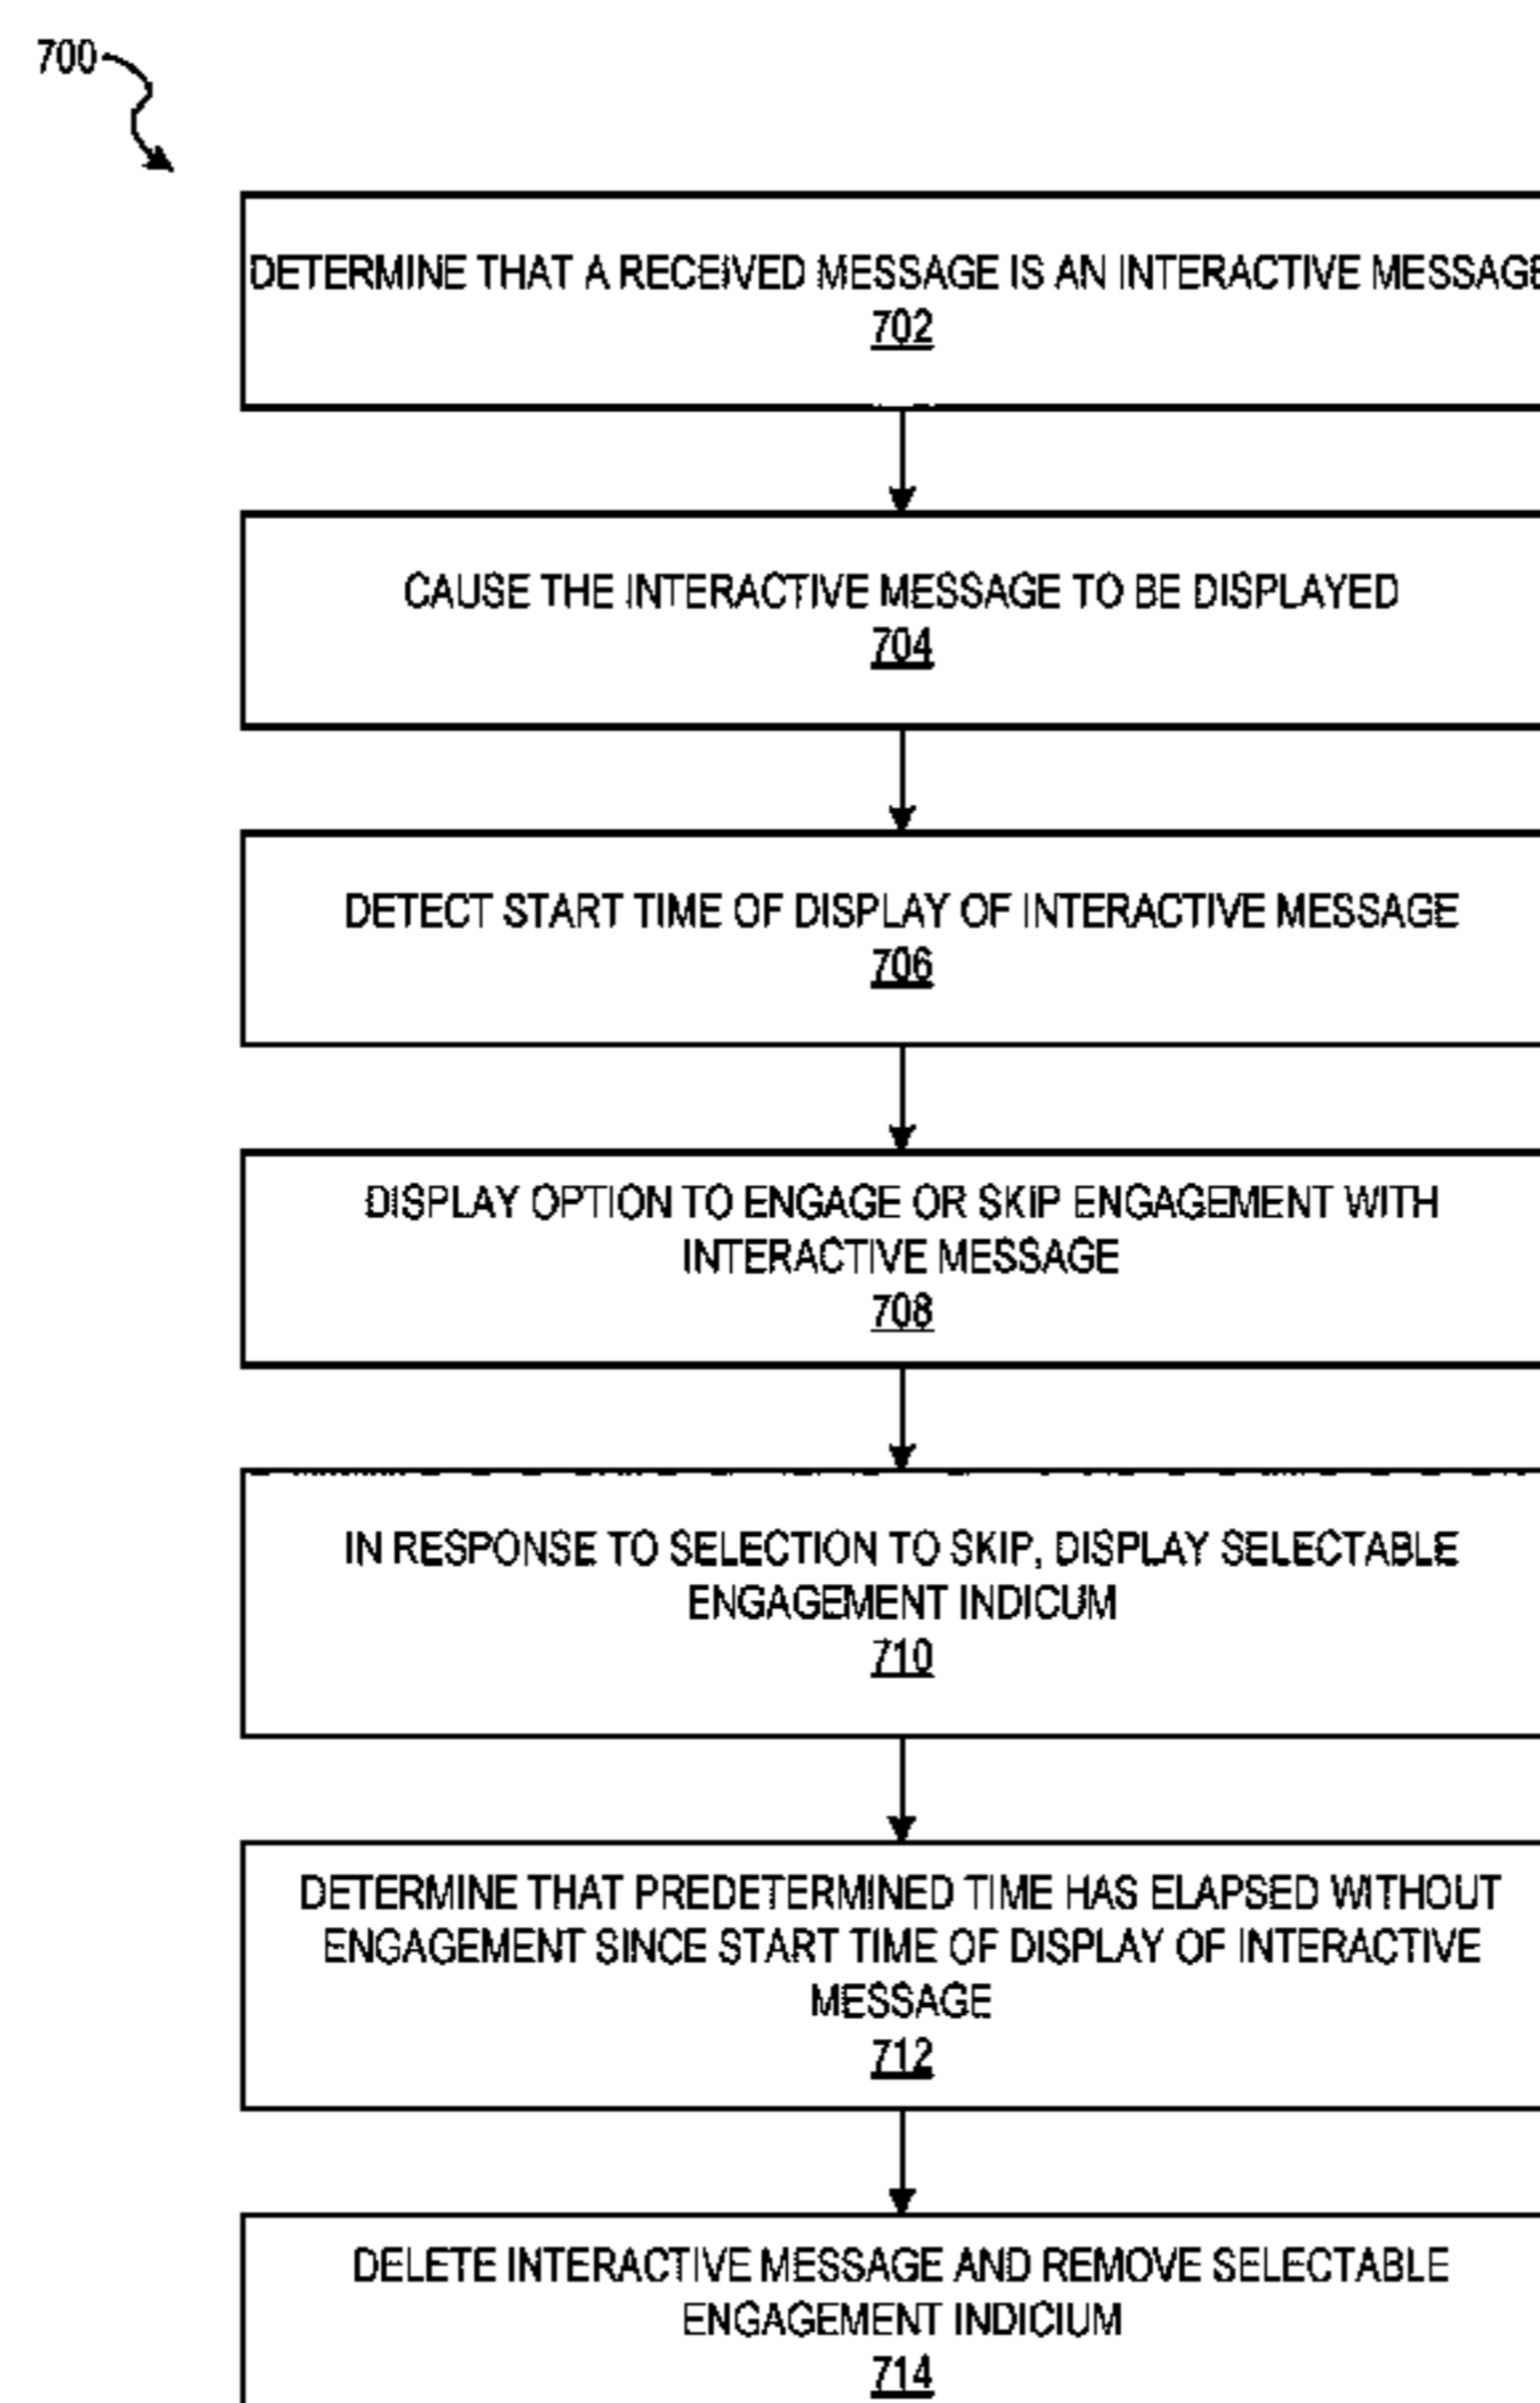 700
DETERMINE THAT A RECEIVED MESSAGE IS AN INTERACTIVE MESSAGE
702
CAUSE THE INTERACTIVE MESSAGE TO BE DISPLAYED
704
DETECT START TIME OF DISPLAY OF INTERACTIVE MESSAGE
706
DISPLAY OPTION TO ENGAGE OR SKIP ENGAGEMENT WITH
INTERACTIVE MESSAGE
708
IN RESPONSE TO SELECTION TO SKIP, DISPLAY SELECTABLE
ENGAGEMENT INDICUM
710
DETERMINE THAT PREDETERMINED TIME HAS ELAPSED WITHOUT
ENGAGEMENT SINCE START TIME OF DISPLAY OF INTERACTIVE
MESSAGE
712
DELETE INTERACTIVE MESSAGE AND REMOVE SELECTABLE
ENGAGEMENT INDICIUM
714